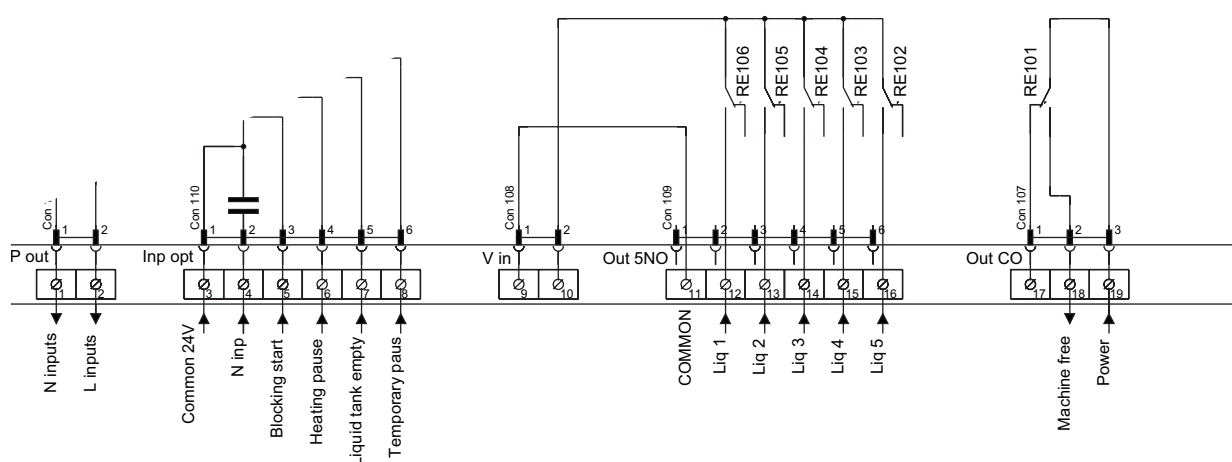 RE106
RE105
RE104
RE103
RE102
RE101
Con 110
Con 108
Con 109
Con 107
1 2
1 2 3 4 5 6
1 2
1 2 3 4 5 6
1 2 3
P out
Inp opt
V in
Out 5NO
Out CO
1 2
3 4 5 6 7 8
9 10
11 12 13 14 15 16
17 18 19
N inputs
L inputs
Common 24V
N inp
Blocking start
Heating pause
Liquid tank empty
Temporary paus
COMMON
Liq 1
Liq 2
Liq 3
Liq 4
Liq 5
Machine free
Power